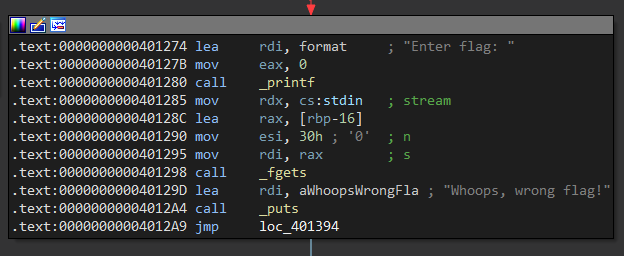 .text:0000000000401274 lea rdi, format ; "Enter flag: "
.text:000000000040127B mov eax, 0
.text:0000000000401280 call _printf
.text:0000000000401285 mov rdx, cs:stdin ; stream
.text:000000000040128C lea rax, [rbp-16]
.text:0000000000401290 mov esi, 30h ; '0' ; n
.text:0000000000401295 mov rdi, rax ; s
.text:0000000000401298 call _fgets
.text:000000000040129D lea rdi, aWhoopsWrongFla ; "Whoops, wrong flag!"
.text:00000000004012A4 call _puts
.text:00000000004012A9 jmp loc_401394